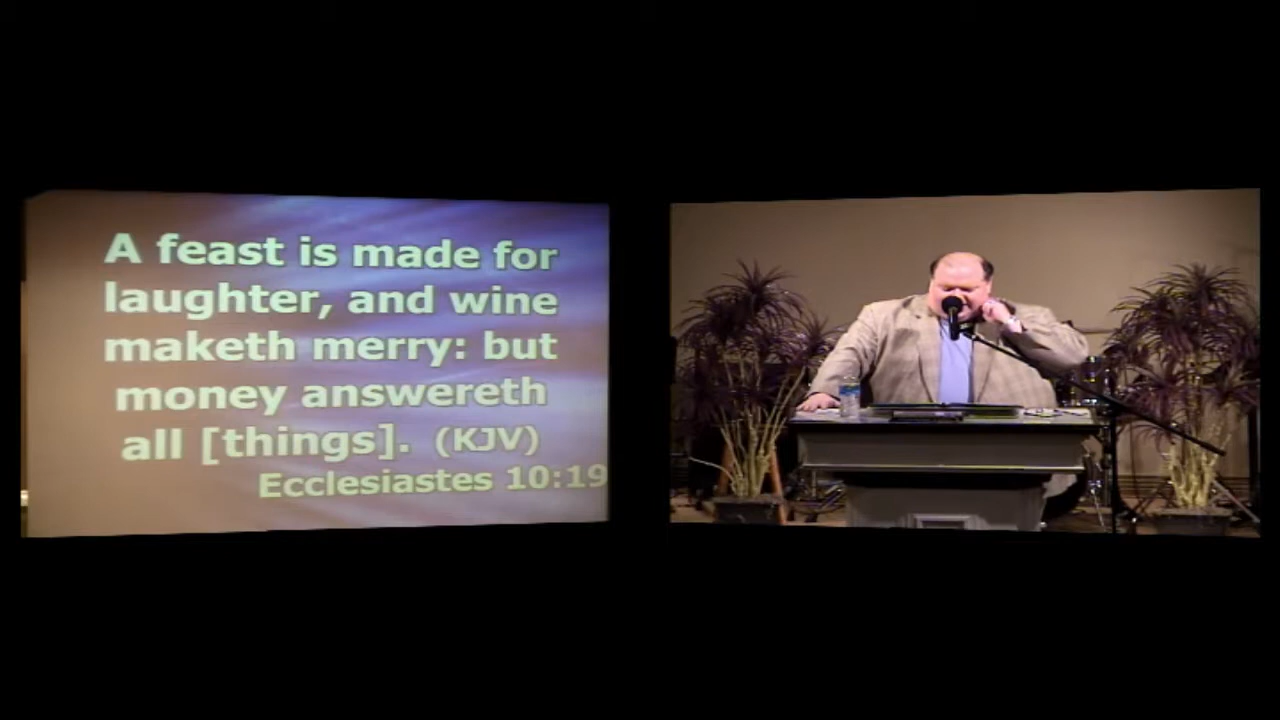 A feast is made for
laughter, and wine
maketh merry: but
money answereth
all [things]. (KJV)
Ecclesiastes 10:19